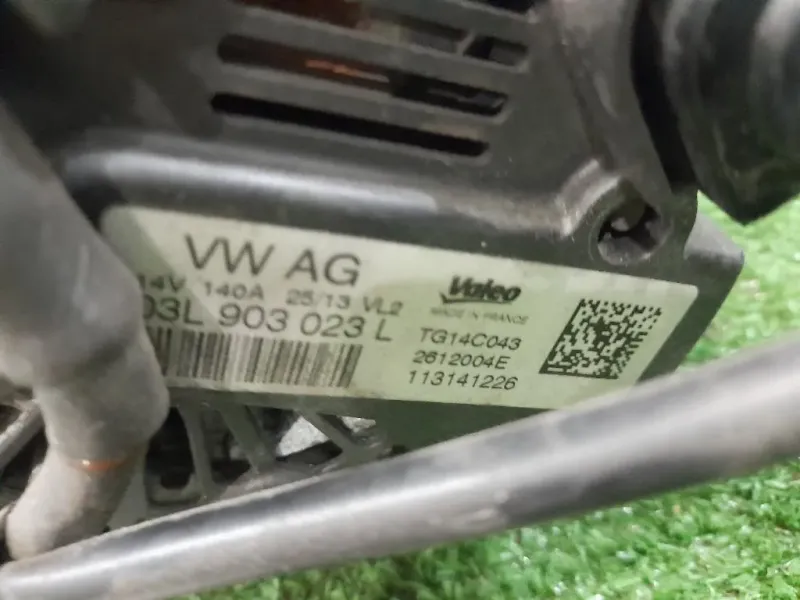 VW AG
14V 140A 25/13 VL2
03L 903 023 L
Valeo
MADE IN FRANCE
TG14C043
2612004E
113141226